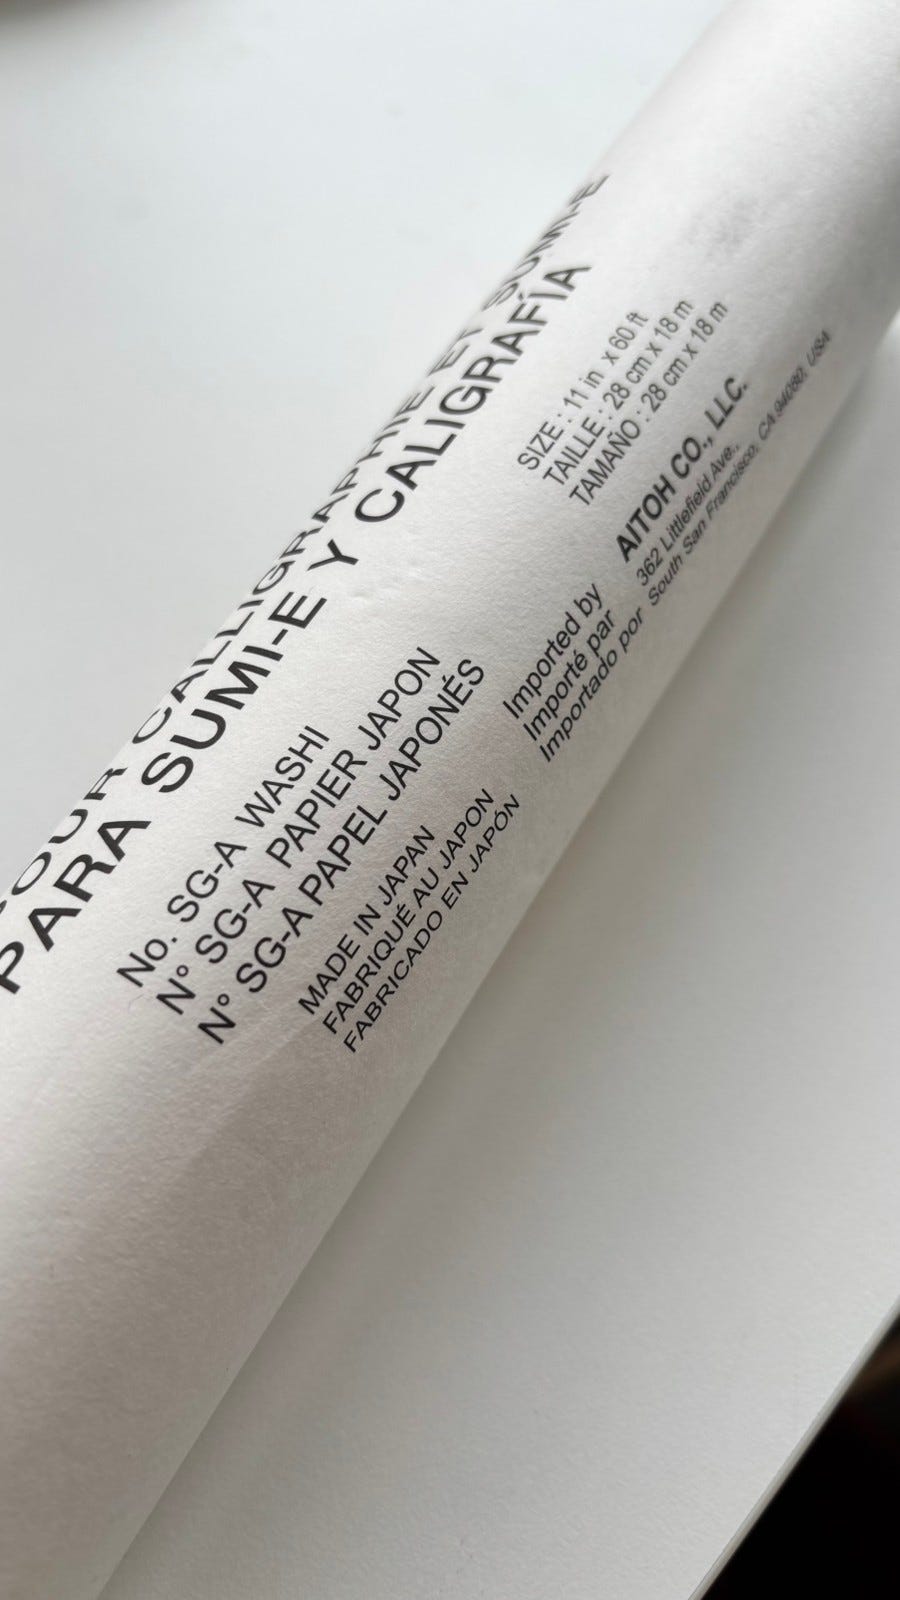 POUR CALLIGRAPHIE ET SUMI-E
PARA SUMI-E Y CALIGRAFÍA
No. SG-A WASHI
N° SG-A PAPIER JAPON
N° SG-A PAPEL JAPONÉS
MADE IN JAPAN
FABRIQUÉ AU JAPON
FABRICADO EN JAPÓN
SIZE : 11 in x 60 ft
TAILLE : 28 cm x 18 m
TAMAÑO : 28 cm x 18 m
Imported by
Importé par
Importado por
AITOH CO., LLC.
362 Littlefield Ave.,
South San Francisco, CA 94080, USA